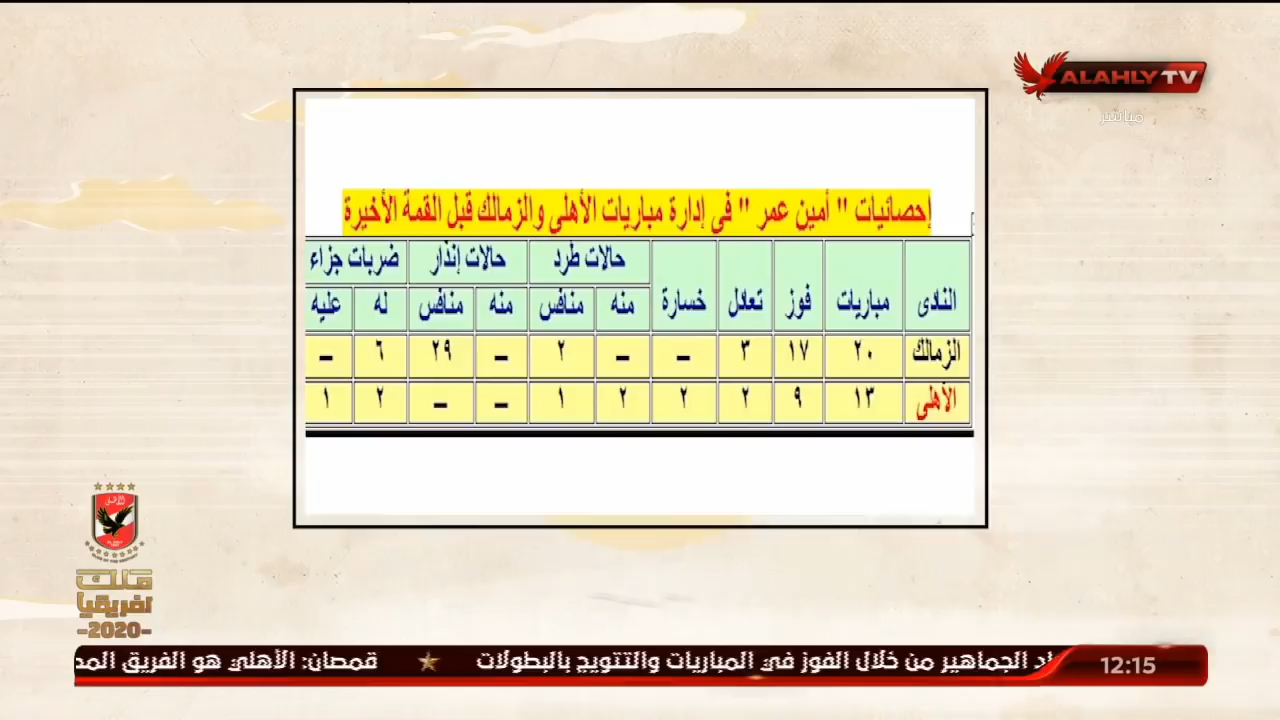 ALAHLY TV
مباشر
إحصائيات " أمين عمر " فى إدارة مباريات الأهلى والزمالك قبل القمة الأخيرة
النادى مباريات فوز تعادل خسارة حالات طرد حالات إنذار ضربات جزاء
منه منافس منه منافس له عليه
الزمالك ٢٠ ١٧ ٣ – – ٢ – ٢٩ ٦ –
الأهلى ١٣ ٩ ٢ ٢ ٢ ١ – – ٢ ١
ملك
افريقيا
-2020-
اد الجماهير من خلال الفوز في المباريات والتتويج بالبطولات ★ قمصان: الأهلي هو الفريق المد
12:15